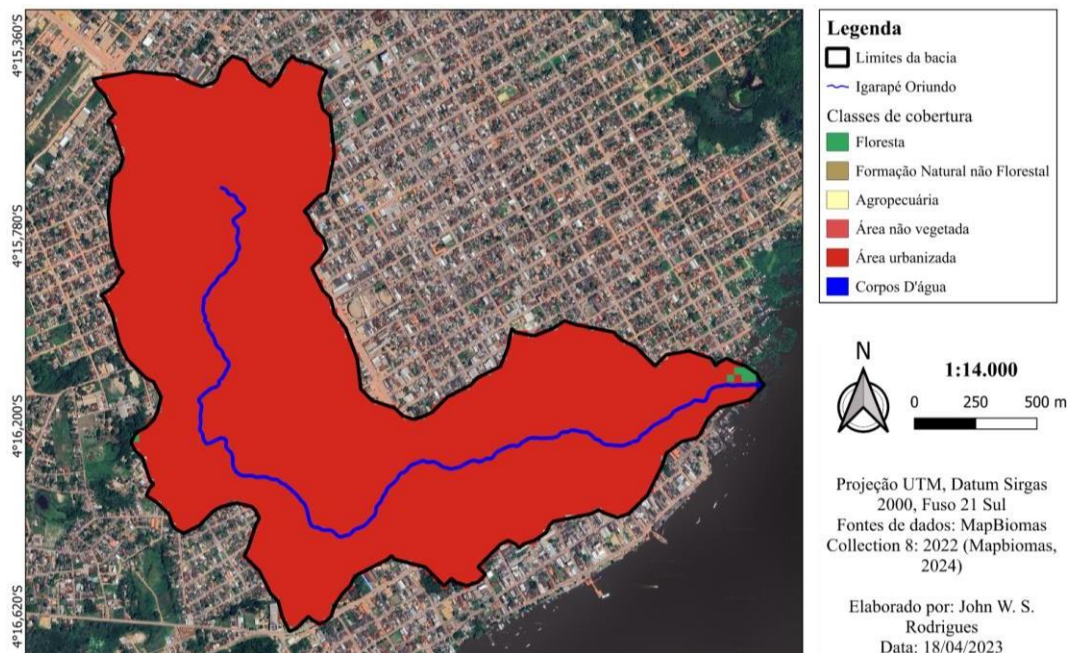 4°15,360'S
4°15,780'S
4°16,200'S
4°16,620'S
Legenda
Limites da bacia
Igarapé Oriundo
Classes de cobertura
Floresta
Formação Natural não Florestal
Agropecuária
Área não vegetada
Área urbanizada
Corpos D'água
N
1:14.000
0 250 500 m
Projeção UTM, Datum Sirgas
2000, Fuso 21 Sul
Fontes de dados: MapBiomas
Collection 8: 2022 (Mapbiomas,
2024)
Elaborado por: John W. S.
Rodrigues
Data: 18/04/2023